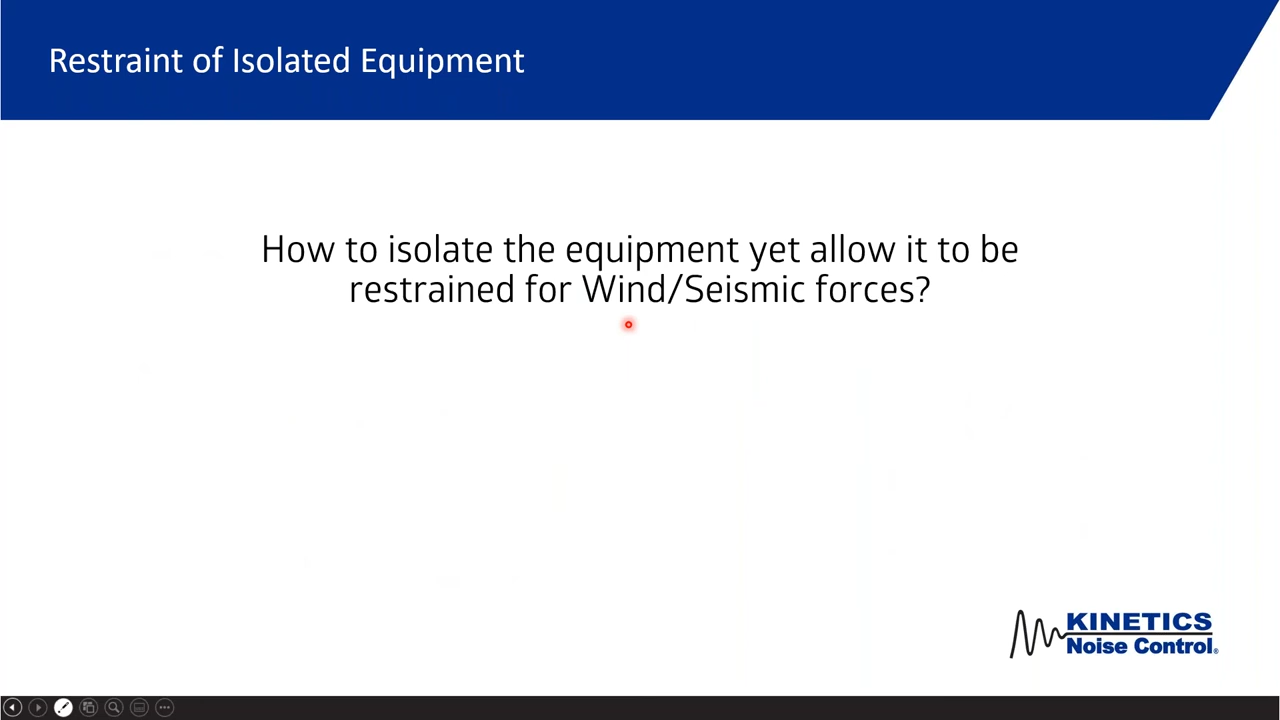 Restraint of Isolated Equipment
How to isolate the equipment yet allow it to be
restrained for Wind/Seismic forces?
KINETICS
Noise Control®